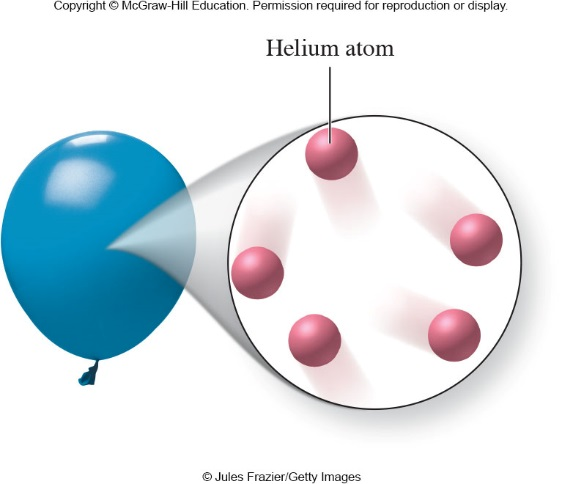 Copyright © McGraw-Hill Education. Permission required for reproduction or display.
Helium atom
© Jules Frazier/Getty Images